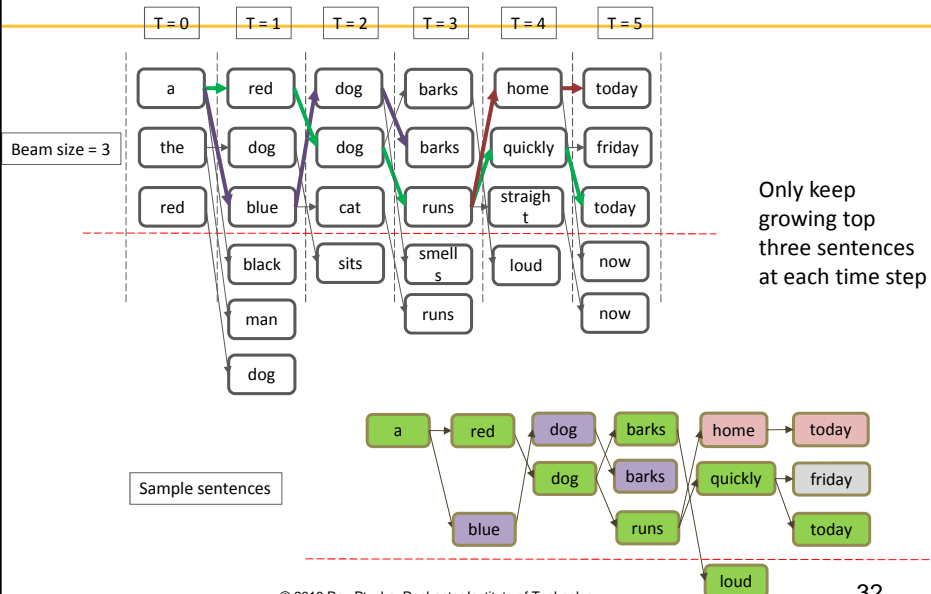 T = 0 T = 1 T = 2 T = 3 T = 4 T = 5
a red dog barks home today
Beam size = 3 the dog dog barks quickly friday
red blue cat runs straigh
t today
black sits smell
s loud now
man runs now
dog
Only keep
growing top
three sentences
at each time step
a red dog barks home today
dog barks quickly friday
Sample sentences
blue runs today
loud
32